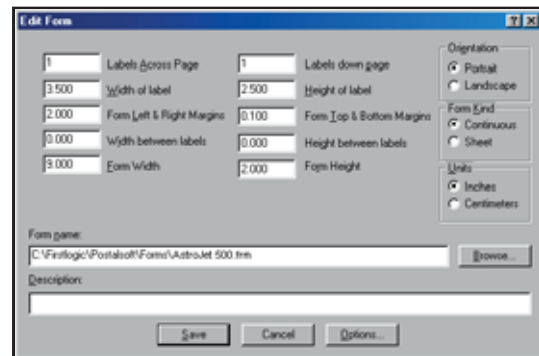 Edit Form
1 Labels Across Page 1 Labels down page
3.500 Width of label 2.500 Height of label
2.000 Form Left & Right Margins 0.100 Form Top & Bottom Margins
0.000 Width between labels 0.000 Height between labels
9.000 Form Width 2.000 Form Height
Orientation
Portrait
Landscape
Form Kind
Continuous
Sheet
Units
Inches
Centimeters
Form name:
C:\Firstlogic\Postalsoft\Forms\AstroJet 500.frm
Browse...
Description:
Save Cancel Options...